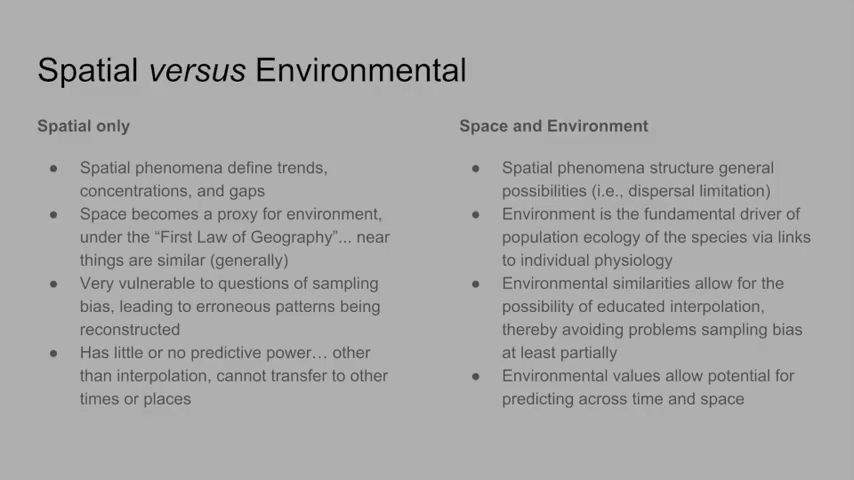 Spatial versus Environmental
Spatial only
● Spatial phenomena define trends,
concentrations, and gaps
● Space becomes a proxy for environment,
under the “First Law of Geography”... near
things are similar (generally)
● Very vulnerable to questions of sampling
bias, leading to erroneous patterns being
reconstructed
● Has little or no predictive power… other
than interpolation, cannot transfer to other
times or places
Space and Environment
● Spatial phenomena structure general
possibilities (i.e., dispersal limitation)
● Environment is the fundamental driver of
population ecology of the species via links
to individual physiology
● Environmental similarities allow for the
possibility of educated interpolation,
thereby avoiding problems sampling bias
at least partially
● Environmental values allow potential for
predicting across time and space